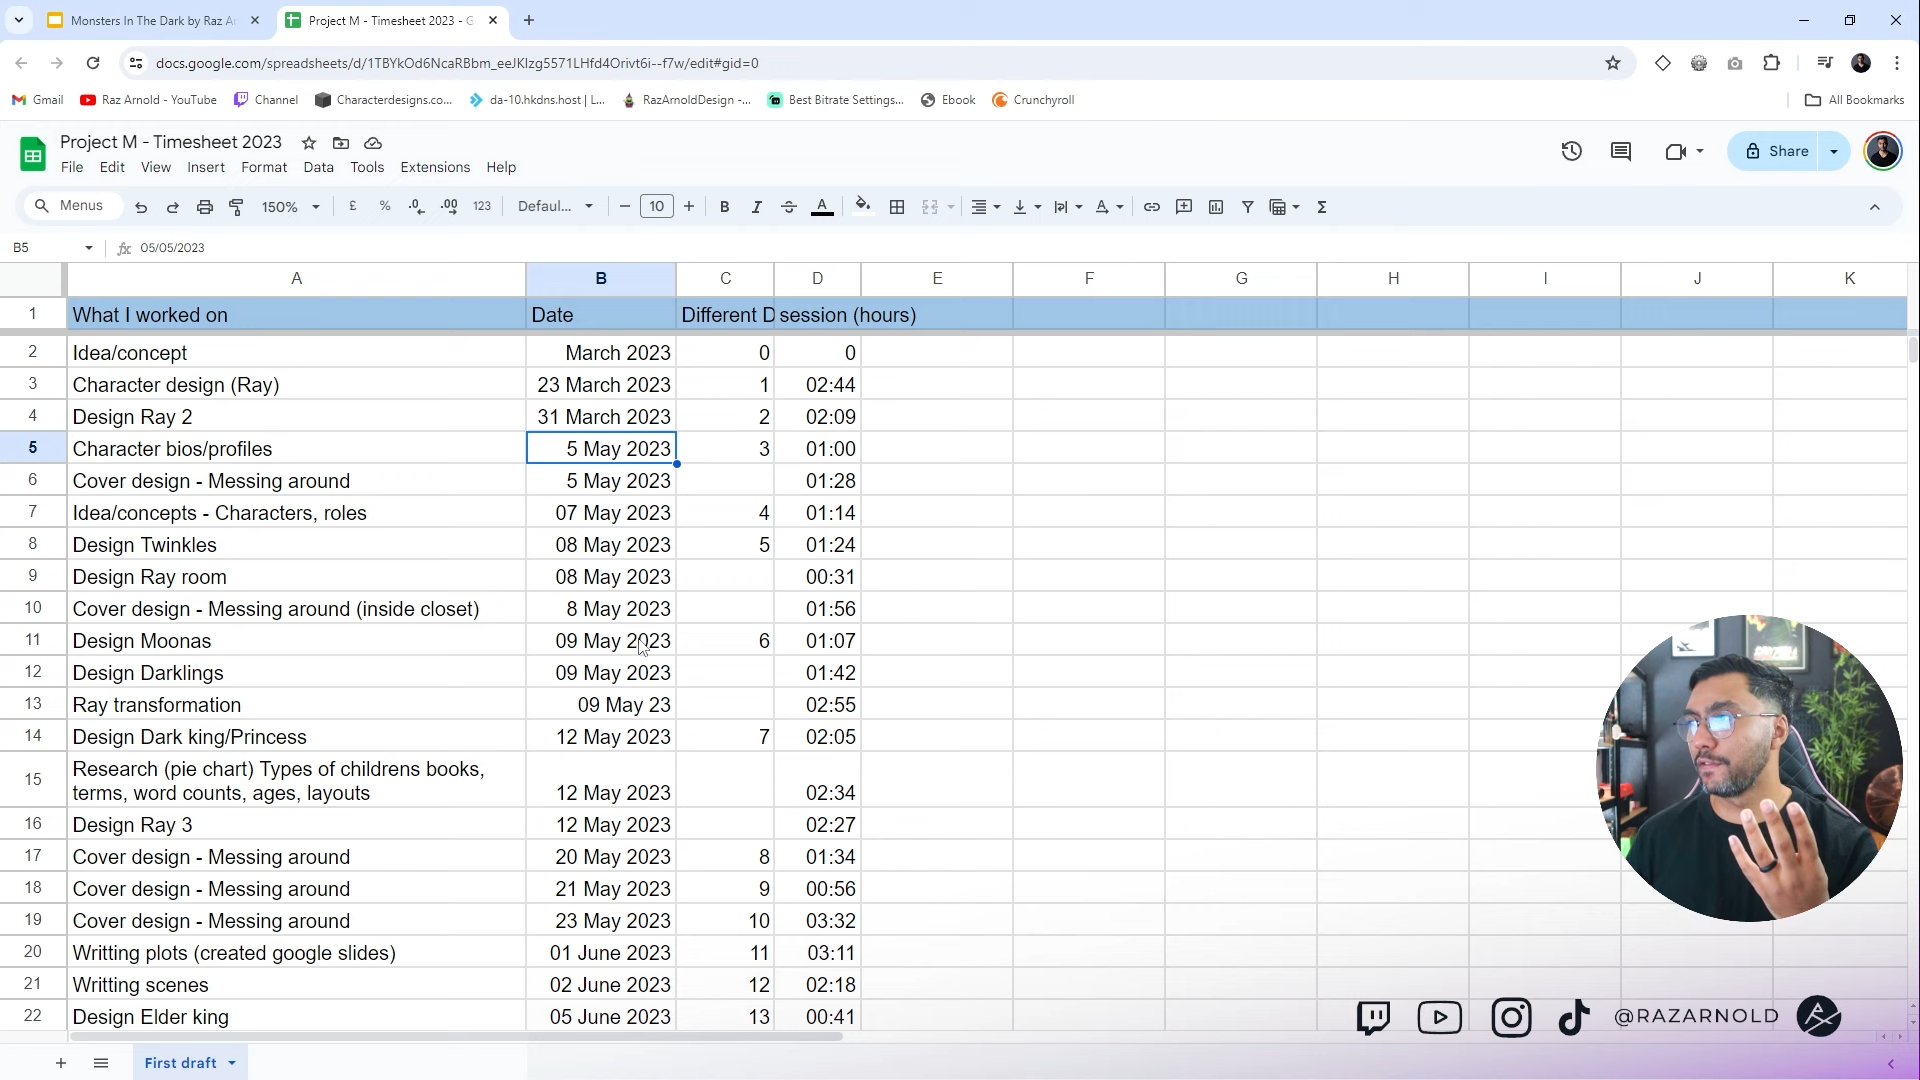 Monsters In The Dark by Raz Ar
Project M - Timesheet 2023 - G
docs.google.com/spreadsheets/d/1TBYkOd6NcaRBbm_eeJKlzg5571LHfd4Orivt6i--f7w/edit#gid=0
Gmail Raz Arnold - YouTube Channel Characterdesigns.co... da-10.hkdns.host | L... RazArnoldDesign -... Best Bitrate Settings... Ebook Crunchyroll All Bookmarks
Project M - Timesheet 2023
File Edit View Insert Format Data Tools Extensions Help
Share
Menus 150% £ % .0 .00 123 Defaul... 10 B I A
B5 fx 05/05/2023
A B C D E F G H I J K
1 What I worked on Date Different D session (hours)
2 Idea/concept March 2023 0 0
3 Character design (Ray) 23 March 2023 1 02:44
4 Design Ray 2 31 March 2023 2 02:09
5 Character bios/profiles 5 May 2023 3 01:00
6 Cover design - Messing around 5 May 2023 01:28
7 Idea/concepts - Characters, roles 07 May 2023 4 01:14
8 Design Twinkles 08 May 2023 5 01:24
9 Design Ray room 08 May 2023 00:31
10 Cover design - Messing around (inside closet) 8 May 2023 01:56
11 Design Moonas 09 May 2023 6 01:07
12 Design Darklings 09 May 2023 01:42
13 Ray transformation 09 May 23 02:55
14 Design Dark king/Princess 12 May 2023 7 02:05
15 Research (pie chart) Types of childrens books,
terms, word counts, ages, layouts 12 May 2023 02:34
16 Design Ray 3 12 May 2023 02:27
17 Cover design - Messing around 20 May 2023 8 01:34
18 Cover design - Messing around 21 May 2023 9 00:56
19 Cover design - Messing around 23 May 2023 10 03:32
20 Writting plots (created google slides) 01 June 2023 11 03:11
21 Writting scenes 02 June 2023 12 02:18
22 Design Elder king 05 June 2023 13 00:41
@RAZARNOLD
First draft